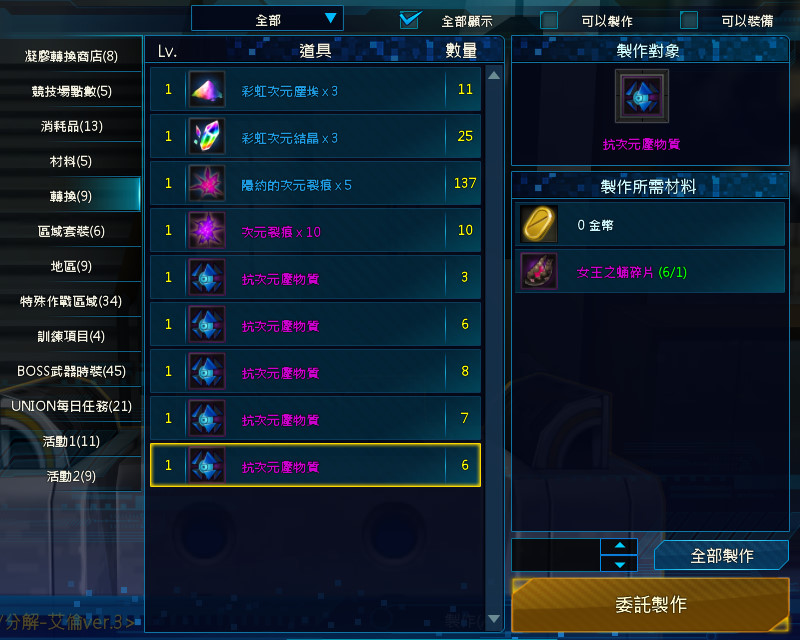 全部
全部顯示
可以製作
可以裝備
凝膠轉換商店(8)
競技場點數(5)
消耗品(13)
材料(5)
轉換(9)
區域套裝(6)
地區(9)
特殊作戰區域(34)
訓練項目(4)
BOSS武器時裝(45)
UNION每日任務(21)
活動1(11)
活動2(9)
Lv. 道具 數量
1 彩虹次元塵埃 x 3 11
1 彩虹次元結晶 x 3 25
1 隱約的次元裂痕 x 5 137
1 次元裂痕 x 10 10
1 抗次元塵物質 3
1 抗次元塵物質 6
1 抗次元塵物質 8
1 抗次元塵物質 7
1 抗次元塵物質 6
製作對象
抗次元塵物質
製作所需材料
0 金幣
女王之蛹碎片 (6/1)
全部製作
委託製作
/分解-艾倫ver.3>
製作